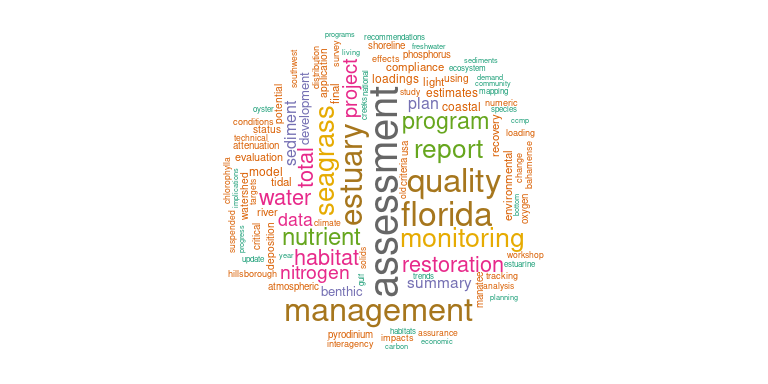 programs
recommendations
shoreline
freshwater
living
effects
phosphorus
southwest
distribution
application
survey
final
project
national
creeks
compliance
ecosystem
sediments
loadings
light
using
demand
community
mapping
study
estimates
potential
development
plan
coastal
numeric
species
oyster
sediment
seagrass
estuary
assessment
program
recovery
ccmp
loading
conditions
status
technical
attenuation
evaluation
total
report
usa
criteria
old
chlorophylla
implications
targets
watershed
model
tidal
water
quality
environmental
change
bahamense
bottom
oxygen
river
data
climate
florida
suspended
progress
critical
deposition
nutrient
solids
monitoring
update
year
habitat
gulf
restoration
workshop
estuarine
hillsborough
nitrogen
trends
summary
manatee
tracking
analysis
atmospheric
benthic
planning
management
pyrodinium
habitats
assurance
interagency
impacts
economic
carbon